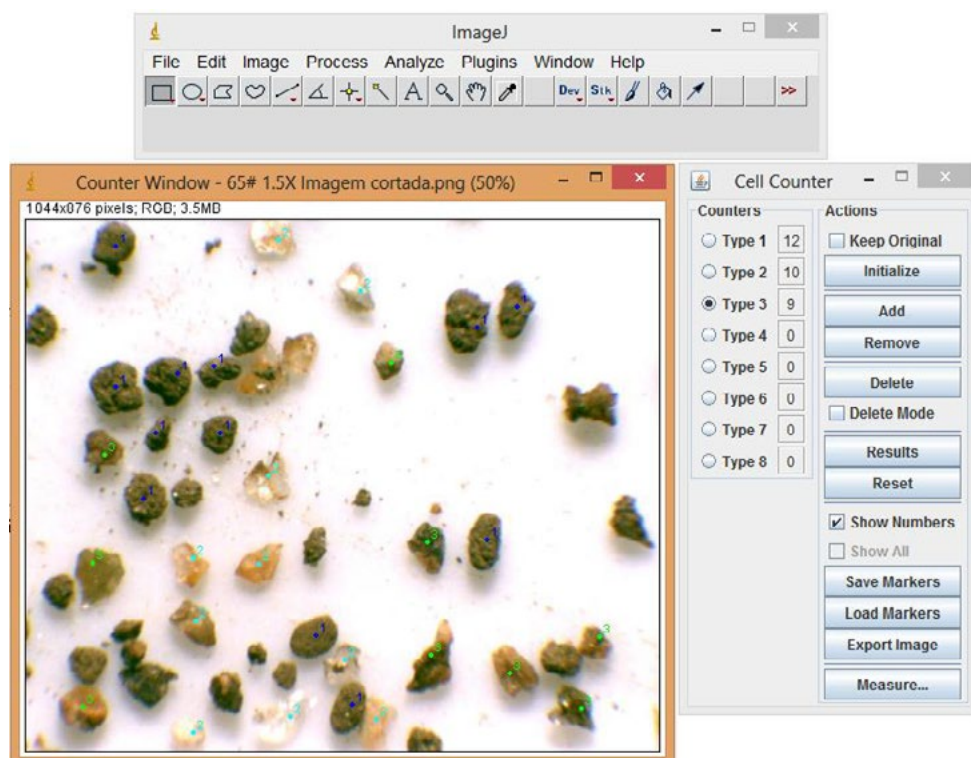 ImageJ
File Edit Image Process Analyze Plugins Window Help
A Dev Stk >>
Counter Window - 65# 1.5X Imagem cortada.png (50%)
1044x876 pixels; RGB; 3.5MB
Cell Counter
Counters
Type 1 12
Type 2 10
Type 3 9
Type 4 0
Type 5 0
Type 6 0
Type 7 0
Type 8 0
Actions
Keep Original
Initialize
Add
Remove
Delete
Delete Mode
Results
Reset
Show Numbers
Show All
Save Markers
Load Markers
Export Image
Measure...